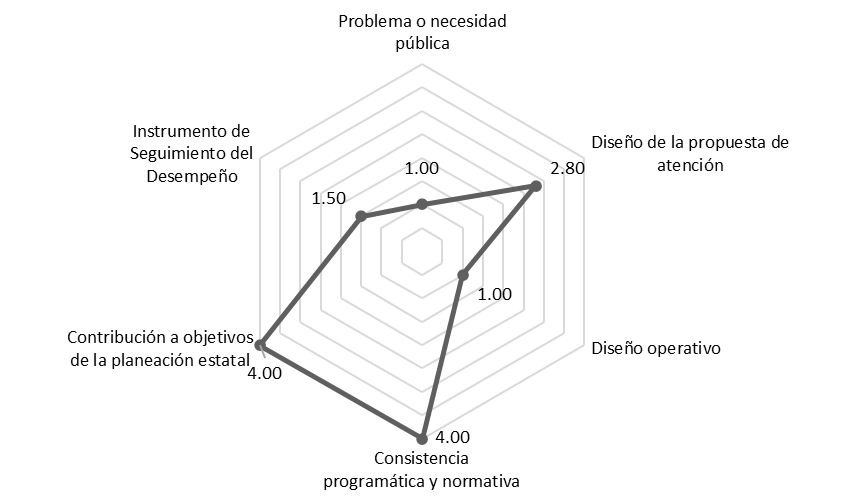 Problema o necesidad
pública
Diseño de la propuesta de
atención
2.80
Instrumento de
Seguimiento del
Desempeño
1.00
1.50
1.00
Contribución a objetivos
de la planeación estatal
4.00
Diseño operativo
4.00
Consistencia
programática y normativa